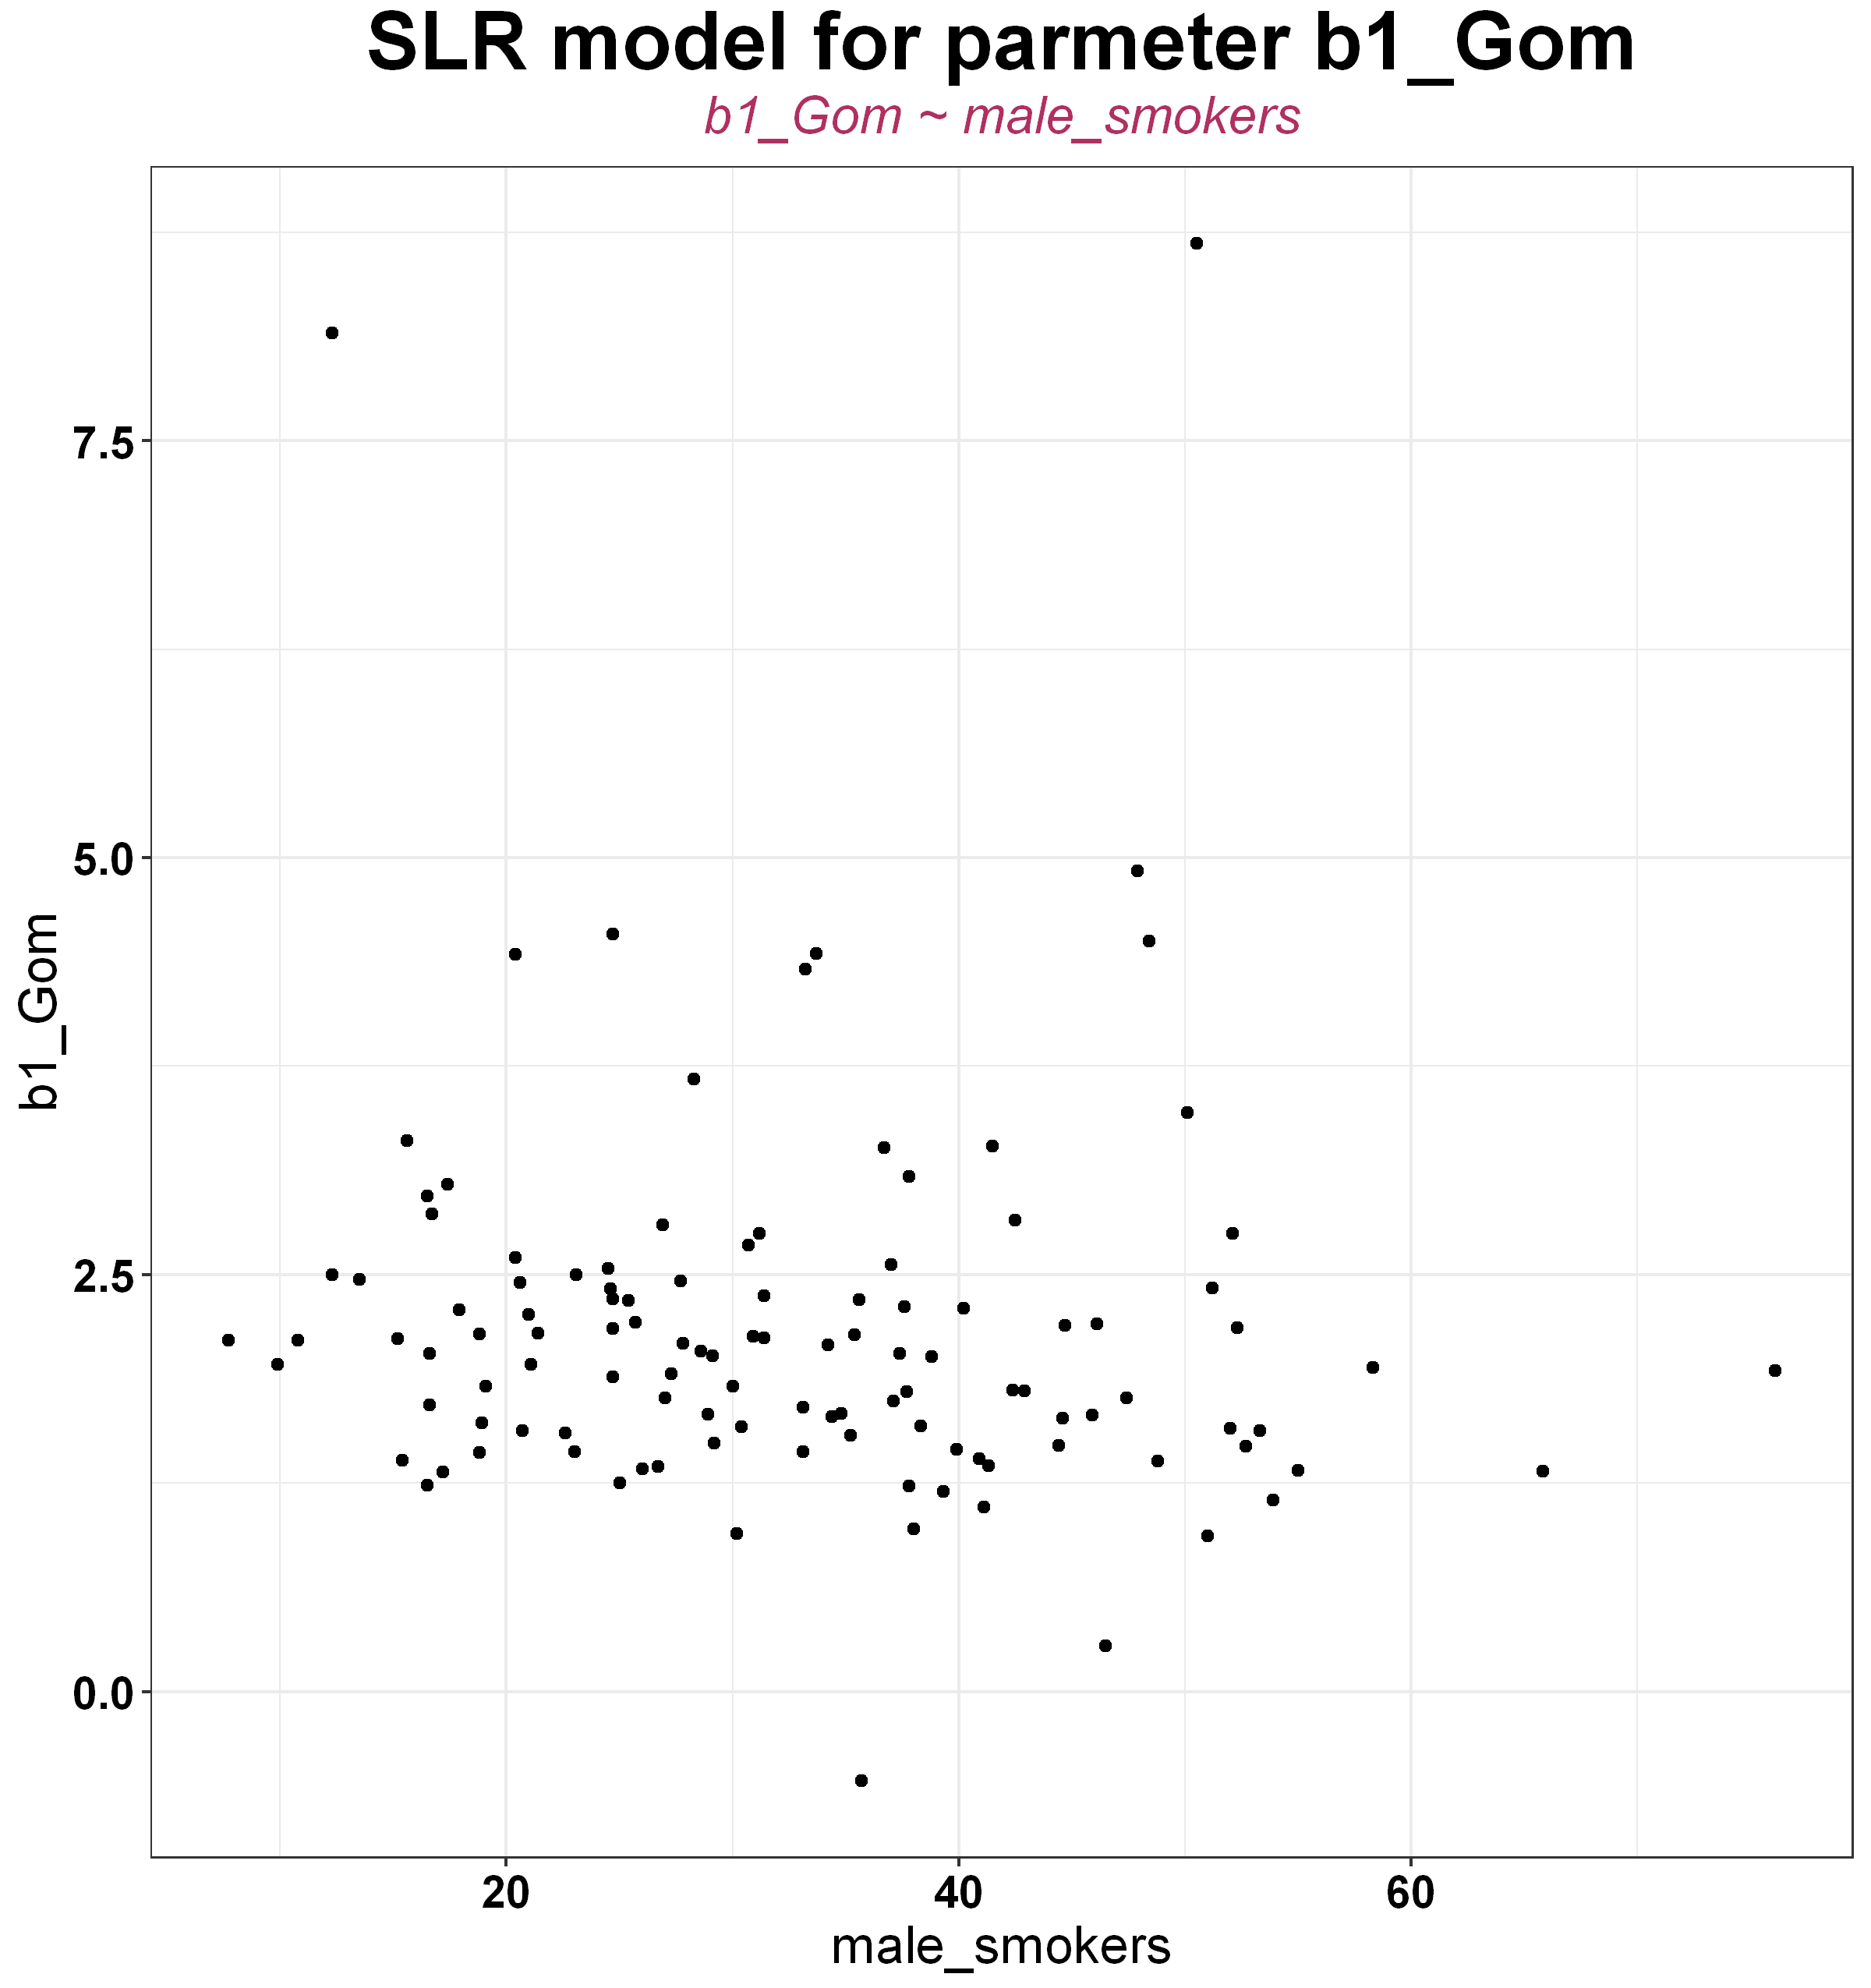 SLR model for parmeter b1_Gom
b1_Gom ~ male_smokers
7.5
5.0
2.5
0.0
b1_Gom
20 40 60
male_smokers